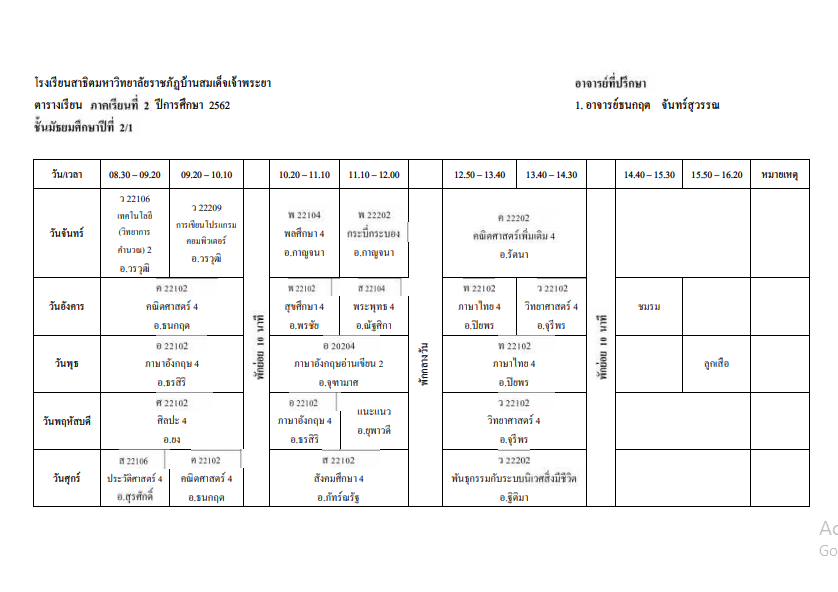 โรงเรียนสาธิตมหาวิทยาลัยราชภัฏบ้านสมเด็จเจ้าพระยา
อาจารย์ที่ปรึกษา
ตารางเรียน ภาคเรียนที่ 2 ปีการศึกษา 2562
1. อาจารย์ธนกฤต จันทร์สุวรรณ
ชั้นมัธยมศึกษาปีที่ 2/1
วัน/เวลา 08.30 – 09.20 09.20 – 10.10 10.20 – 11.10 11.10 – 12.00 12.50 – 13.40 13.40 – 14.30 14.40 – 15.30 15.50 – 16.20 หมายเหตุ
พักย่อย 10 นาที
พักกลางวัน
พักย่อย 10 นาที
วันจันทร์
ว 22106
เทคโนโลยี
(วิทยาการ
คำนวณ) 2
อ.วรวุฒิ
ว 22209
การเขียนโปรแกรม
คอมพิวเตอร์
อ.วรวุฒิ
พ 22104
พลศึกษา 4
อ.กาญจนา
พ 22202
กระบี่กระบอง
อ.กาญจนา
ค 22202
คณิตศาสตร์เพิ่มเติม 4
อ.รัตนา
วันอังคาร
ค 22102
คณิตศาสตร์ 4
อ.ธนกฤต
พ 22102
สุขศึกษา 4
อ.พรชัย
ส 22104
พระพุทธ 4
อ.ณัฐศิกา
ท 22102
ภาษาไทย 4
อ.ปิยพร
ว 22102
วิทยาศาสตร์ 4
อ.จุรีพร
ชมรม
วันพุธ
อ 22102
ภาษาอังกฤษ 4
อ.ธรสิริ
อ 20204
ภาษาอังกฤษอ่านเขียน 2
อ.จุฑามาศ
ท 22102
ภาษาไทย 4
อ.ปิยพร
ลูกเสือ
วันพฤหัสบดี
ศ 22102
ศิลปะ 4
อ.ยง
อ 22102
ภาษาอังกฤษ 4
อ.ธรสิริ
แนะแนว
อ.ยุพาวดี
ว 22102
วิทยาศาสตร์ 4
อ.จุรีพร
วันศุกร์
ส 22106
ประวัติศาสตร์ 4
อ.สุรศักดิ์
ค 22102
คณิตศาสตร์ 4
อ.ธนกฤต
ส 22102
สังคมศึกษา 4
อ.ภัทร์ณรัฐ
ว 22202
พันธุกรรมกับระบบนิเวศสิ่งมีชีวิต
อ.ฐิติมา
Ac
Go